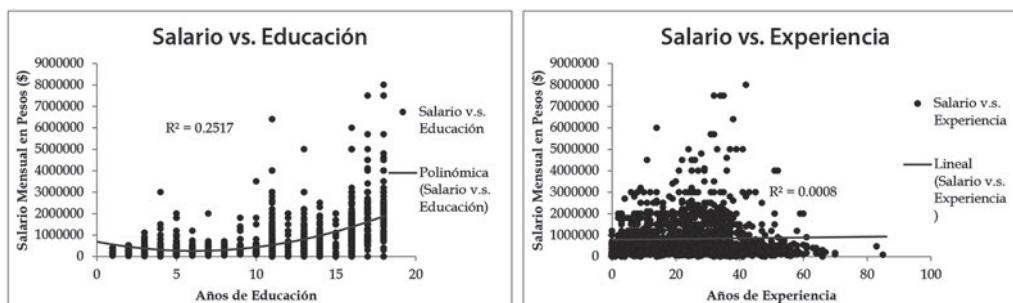 Salario vs. Educación
Salario Mensual en Pesos ($)
9000000
8000000
7000000
6000000
5000000
4000000
3000000
2000000
1000000
0
R² = 0.2517
Salario v.s.
Educación
Polinómica
(Salario v.s.
Educación)
0 5 10 15 20
Años de Educación
Salario vs. Experiencia
Salario Mensual en Pesos ($)
9000000
8000000
7000000
6000000
5000000
4000000
3000000
2000000
1000000
0
R² = 0.0008
Salario v.s.
Experiencia
Lineal
(Salario v.s.
Experiencia
)
0 20 40 60 80 100
Años de Experiencia